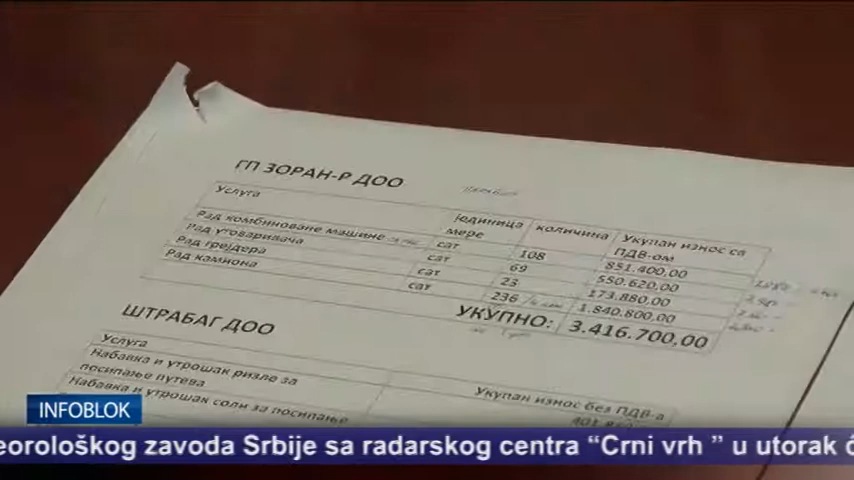 ГП ЗОРАН-Р ДОО
Услуга Јединица мере количина Укупан износ са ПДВ-ом
Рад комбиноване машине сат 108 851.400,00
Рад утоваривача сат 69 550.620,00
Рад грејдера сат 23 173.880,00
Рад камиона сат 236 1.840.800,00
УКУПНО: 3.416.700,00
ШТРАБАГ ДОО
Услуга Укупан износ без ПДВ-а
Набавка и утрошак ризле за посипање путева
Набавка и утрошак соли за посипање
INFOBLOK
eorološkog zavoda Srbije sa radarskog centra “Crni vrh ” u utorak